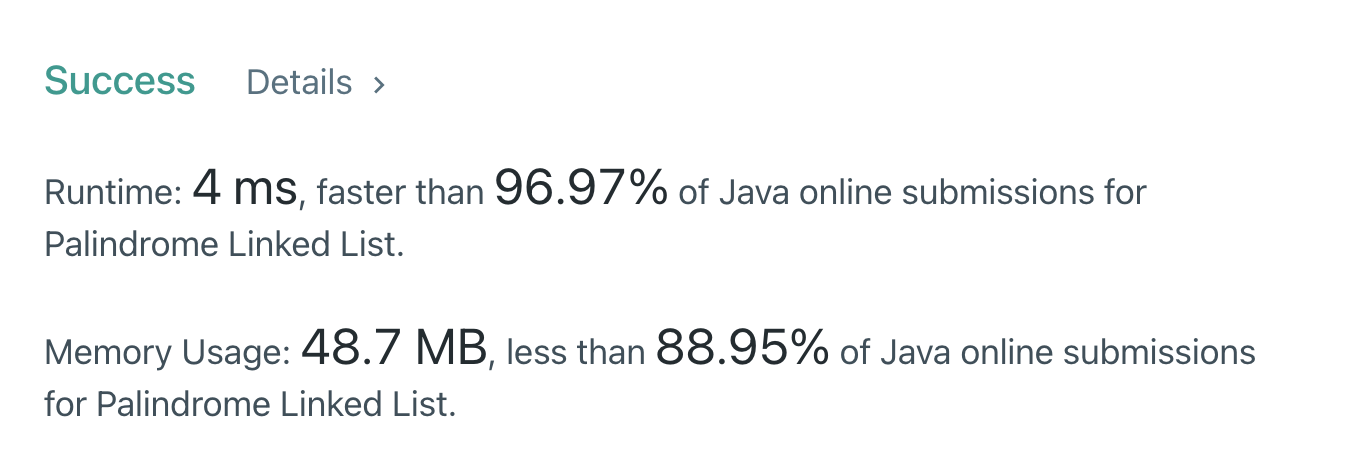 Success Details >
Runtime: 4 ms, faster than 96.97% of Java online submissions for
Palindrome Linked List.
Memory Usage: 48.7 MB, less than 88.95% of Java online submissions
for Palindrome Linked List.